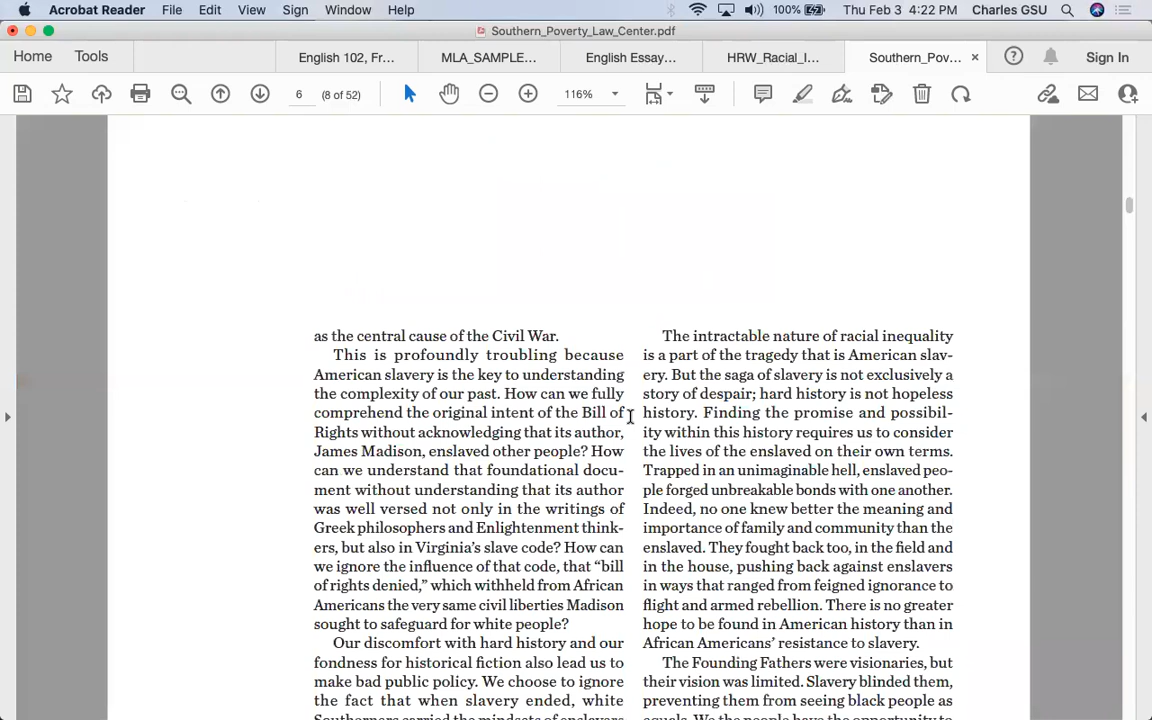 Acrobat Reader File Edit View Sign Window Help 100% Thu Feb 3 4:22 PM Charles GSU
Southern_Poverty_Law_Center.pdf
Home Tools English 102, Fr... MLA_SAMPLE... English Essay... HRW_Racial_I... Southern_Pov... × ? Sign In
6 (8 of 52) 116%
as the central cause of the Civil War.
This is profoundly troubling because
American slavery is the key to understanding
the complexity of our past. How can we fully
comprehend the original intent of the Bill of
Rights without acknowledging that its author,
James Madison, enslaved other people? How
can we understand that foundational docu-
ment without understanding that its author
was well versed not only in the writings of
Greek philosophers and Enlightenment think-
ers, but also in Virginia’s slave code? How can
we ignore the influence of that code, that “bill
of rights denied,” which withheld from African
Americans the very same civil liberties Madison
sought to safeguard for white people?
Our discomfort with hard history and our
fondness for historical fiction also lead us to
make bad public policy. We choose to ignore
the fact that when slavery ended, white
Southerners carried the mindsets of enslavers
The intractable nature of racial inequality
is a part of the tragedy that is American slav-
ery. But the saga of slavery is not exclusively a
story of despair; hard history is not hopeless
history. Finding the promise and possibil-
ity within this history requires us to consider
the lives of the enslaved on their own terms.
Trapped in an unimaginable hell, enslaved peo-
ple forged unbreakable bonds with one another.
Indeed, no one knew better the meaning and
importance of family and community than the
enslaved. They fought back too, in the field and
in the house, pushing back against enslavers
in ways that ranged from feigned ignorance to
flight and armed rebellion. There is no greater
hope to be found in American history than in
African Americans’ resistance to slavery.
The Founding Fathers were visionaries, but
their vision was limited. Slavery blinded them,
preventing them from seeing black people as
equals. We the people have the opportunity to